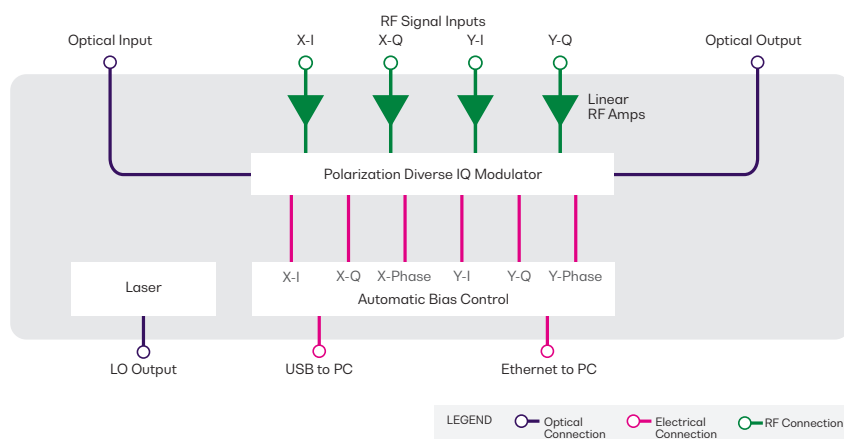 RF Signal Inputs
Optical Input
X-I
X-Q
Y-I
Y-Q
Optical Output
Linear
RF Amps
Polarization Diverse IQ Modulator
X-I
X-Q
X-Phase
Y-I
Y-Q
Y-Phase
Laser
Automatic Bias Control
LO Output
USB to PC
Ethernet to PC
LEGEND
Optical
Connection
Electrical
Connection
RF Connection